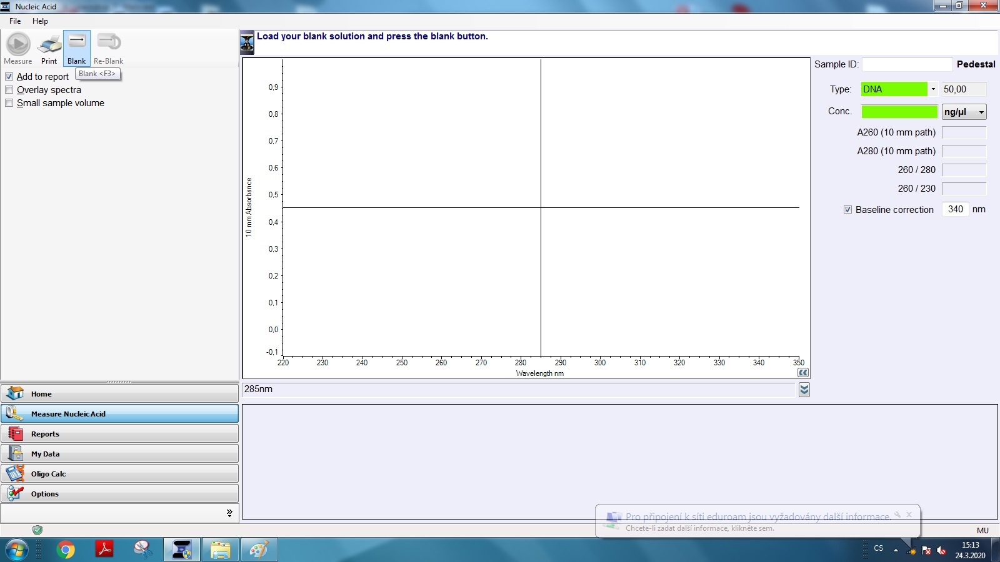 Nucleic Acid
File Help
Load your blank solution and press the blank button.
Measure Print Blank Re-Blank
Blank <F3>
Add to report
Overlay spectra
Small sample volume
Sample ID: Pedestal
Type: DNA 50,00
Conc. ng/µl
A260 (10 mm path)
A280 (10 mm path)
260 / 280
260 / 230
Baseline correction 340 nm
10 mm Absorbance
0,9
0,8
0,7
0,6
0,5
0,4
0,3
0,2
0,1
0,0
-0,1
220 230 240 250 260 270 280 290 300 310 320 330 340 350
Wavelength nm
285nm
Home
Measure Nucleic Acid
Reports
My Data
Oligo Calc
Options
Pro připojení k síti eduroam jsou vyžadovány další informace.
Chcete-li zadat další informace, klikněte sem.
MU
CS
15:13
24.3.2020